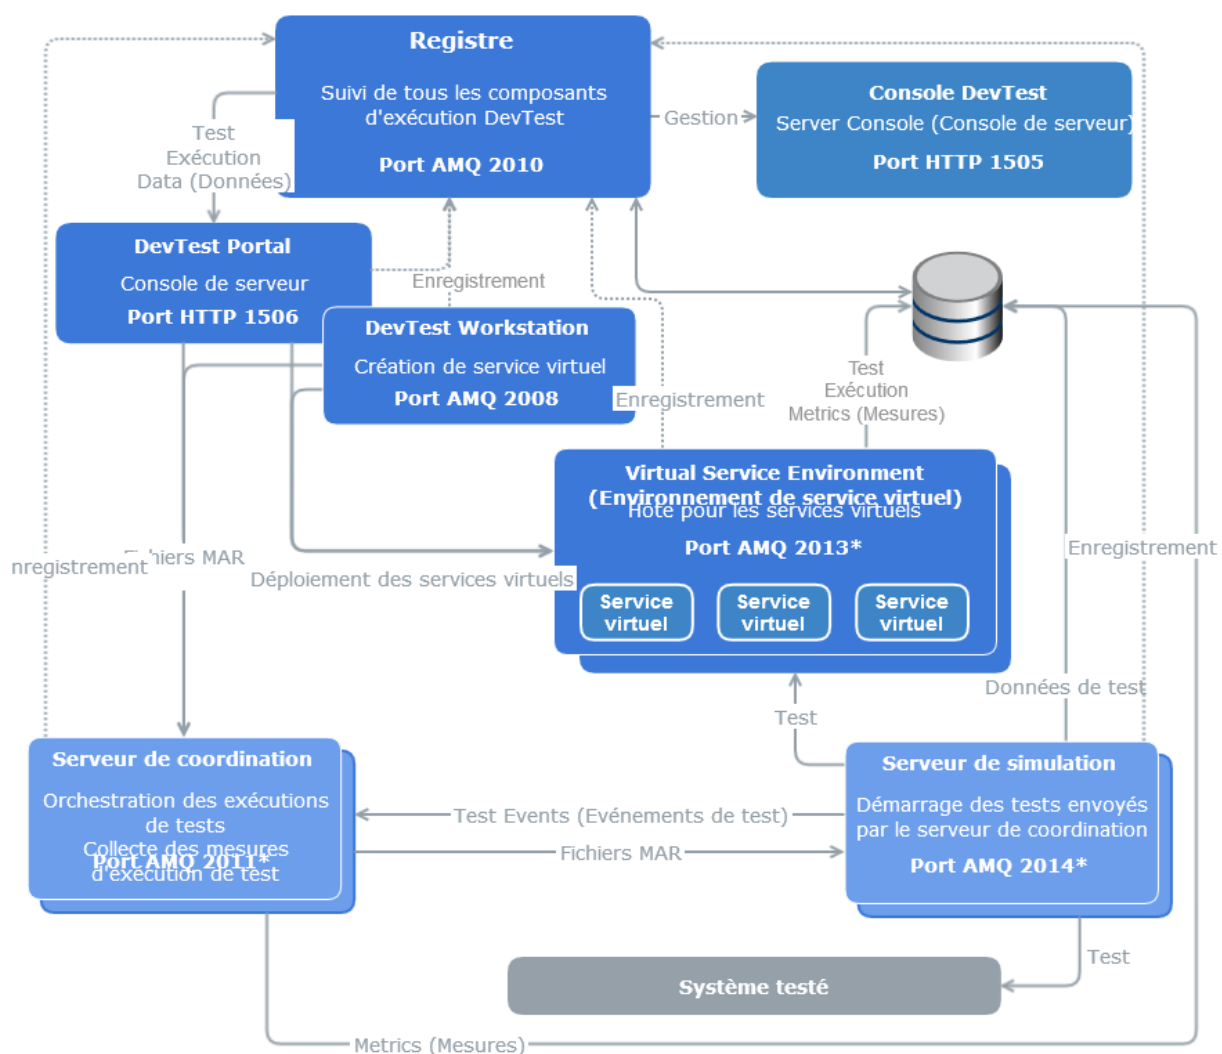 Registre
Suivi de tous les composants
d'exécution DevTest
Port AMQ 2010
Console DevTest
Server Console (Console de serveur)
Port HTTP 1505
Gestion
Test
Exécution
Data (Données)
DevTest Portal
Console de serveur
Port HTTP 1506
Enregistrement
DevTest Workstation
Création de service virtuel
Port AMQ 2008
Enregistrement
Test
Exécution
Metrics (Mesures)
Virtual Service Environment
(Environnement de service virtuel)
Hôte pour les services virtuels
Port AMQ 2013*
Service
virtuel
Service
virtuel
Service
virtuel
nregistrement
Fichiers MAR
Déploiement des services virtuels
Enregistrement
Données de test
Test
Serveur de coordination
Orchestration des exécutions
de tests
Collecte des mesures
d'exécution de test
Port AMQ 2011*
Serveur de simulation
Démarrage des tests envoyés
par le serveur de coordination
Port AMQ 2014*
Test Events (Evénements de test)
Fichiers MAR
Test
Système testé
Metrics (Mesures)